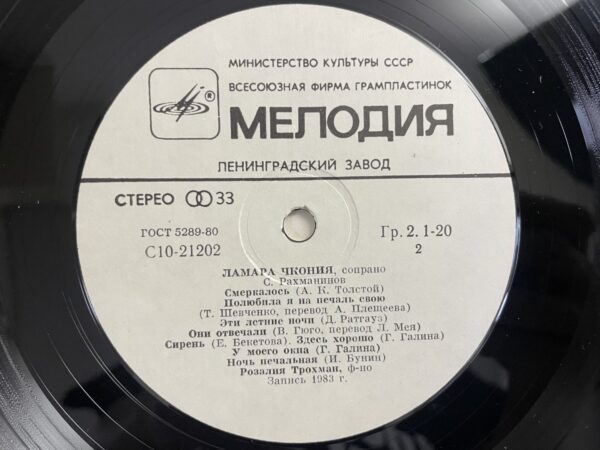 МИНИСТЕРСТВО КУЛЬТУРЫ СССР
ВСЕСОЮЗНАЯ ФИРМА ГРАМПЛАСТИНОК
®
МЕЛОДИЯ
ЛЕНИНГРАДСКИЙ ЗАВОД
СТЕРЕО 33
ГОСТ 5289-80
Гр. 2. 1-20
С10-21202
2
ЛАМАРА ЧКОНИЯ, сопрано
С. Рахманинов
Смеркалось (А. К. Толстой)
Полюбила я на печаль свою
(Т. Шевченко, перевод А. Плещеева)
Эти летние ночи (Д. Ратгауз)
Они отвечали (В. Гюго, перевод Л. Мея)
Сирень (Е. Бекетова). Здесь хорошо (Г. Галина)
У моего окна (Г. Галина)
Ночь печальная (И. Бунин)
Розалия Трохман, ф-но
Запись 1983 г.